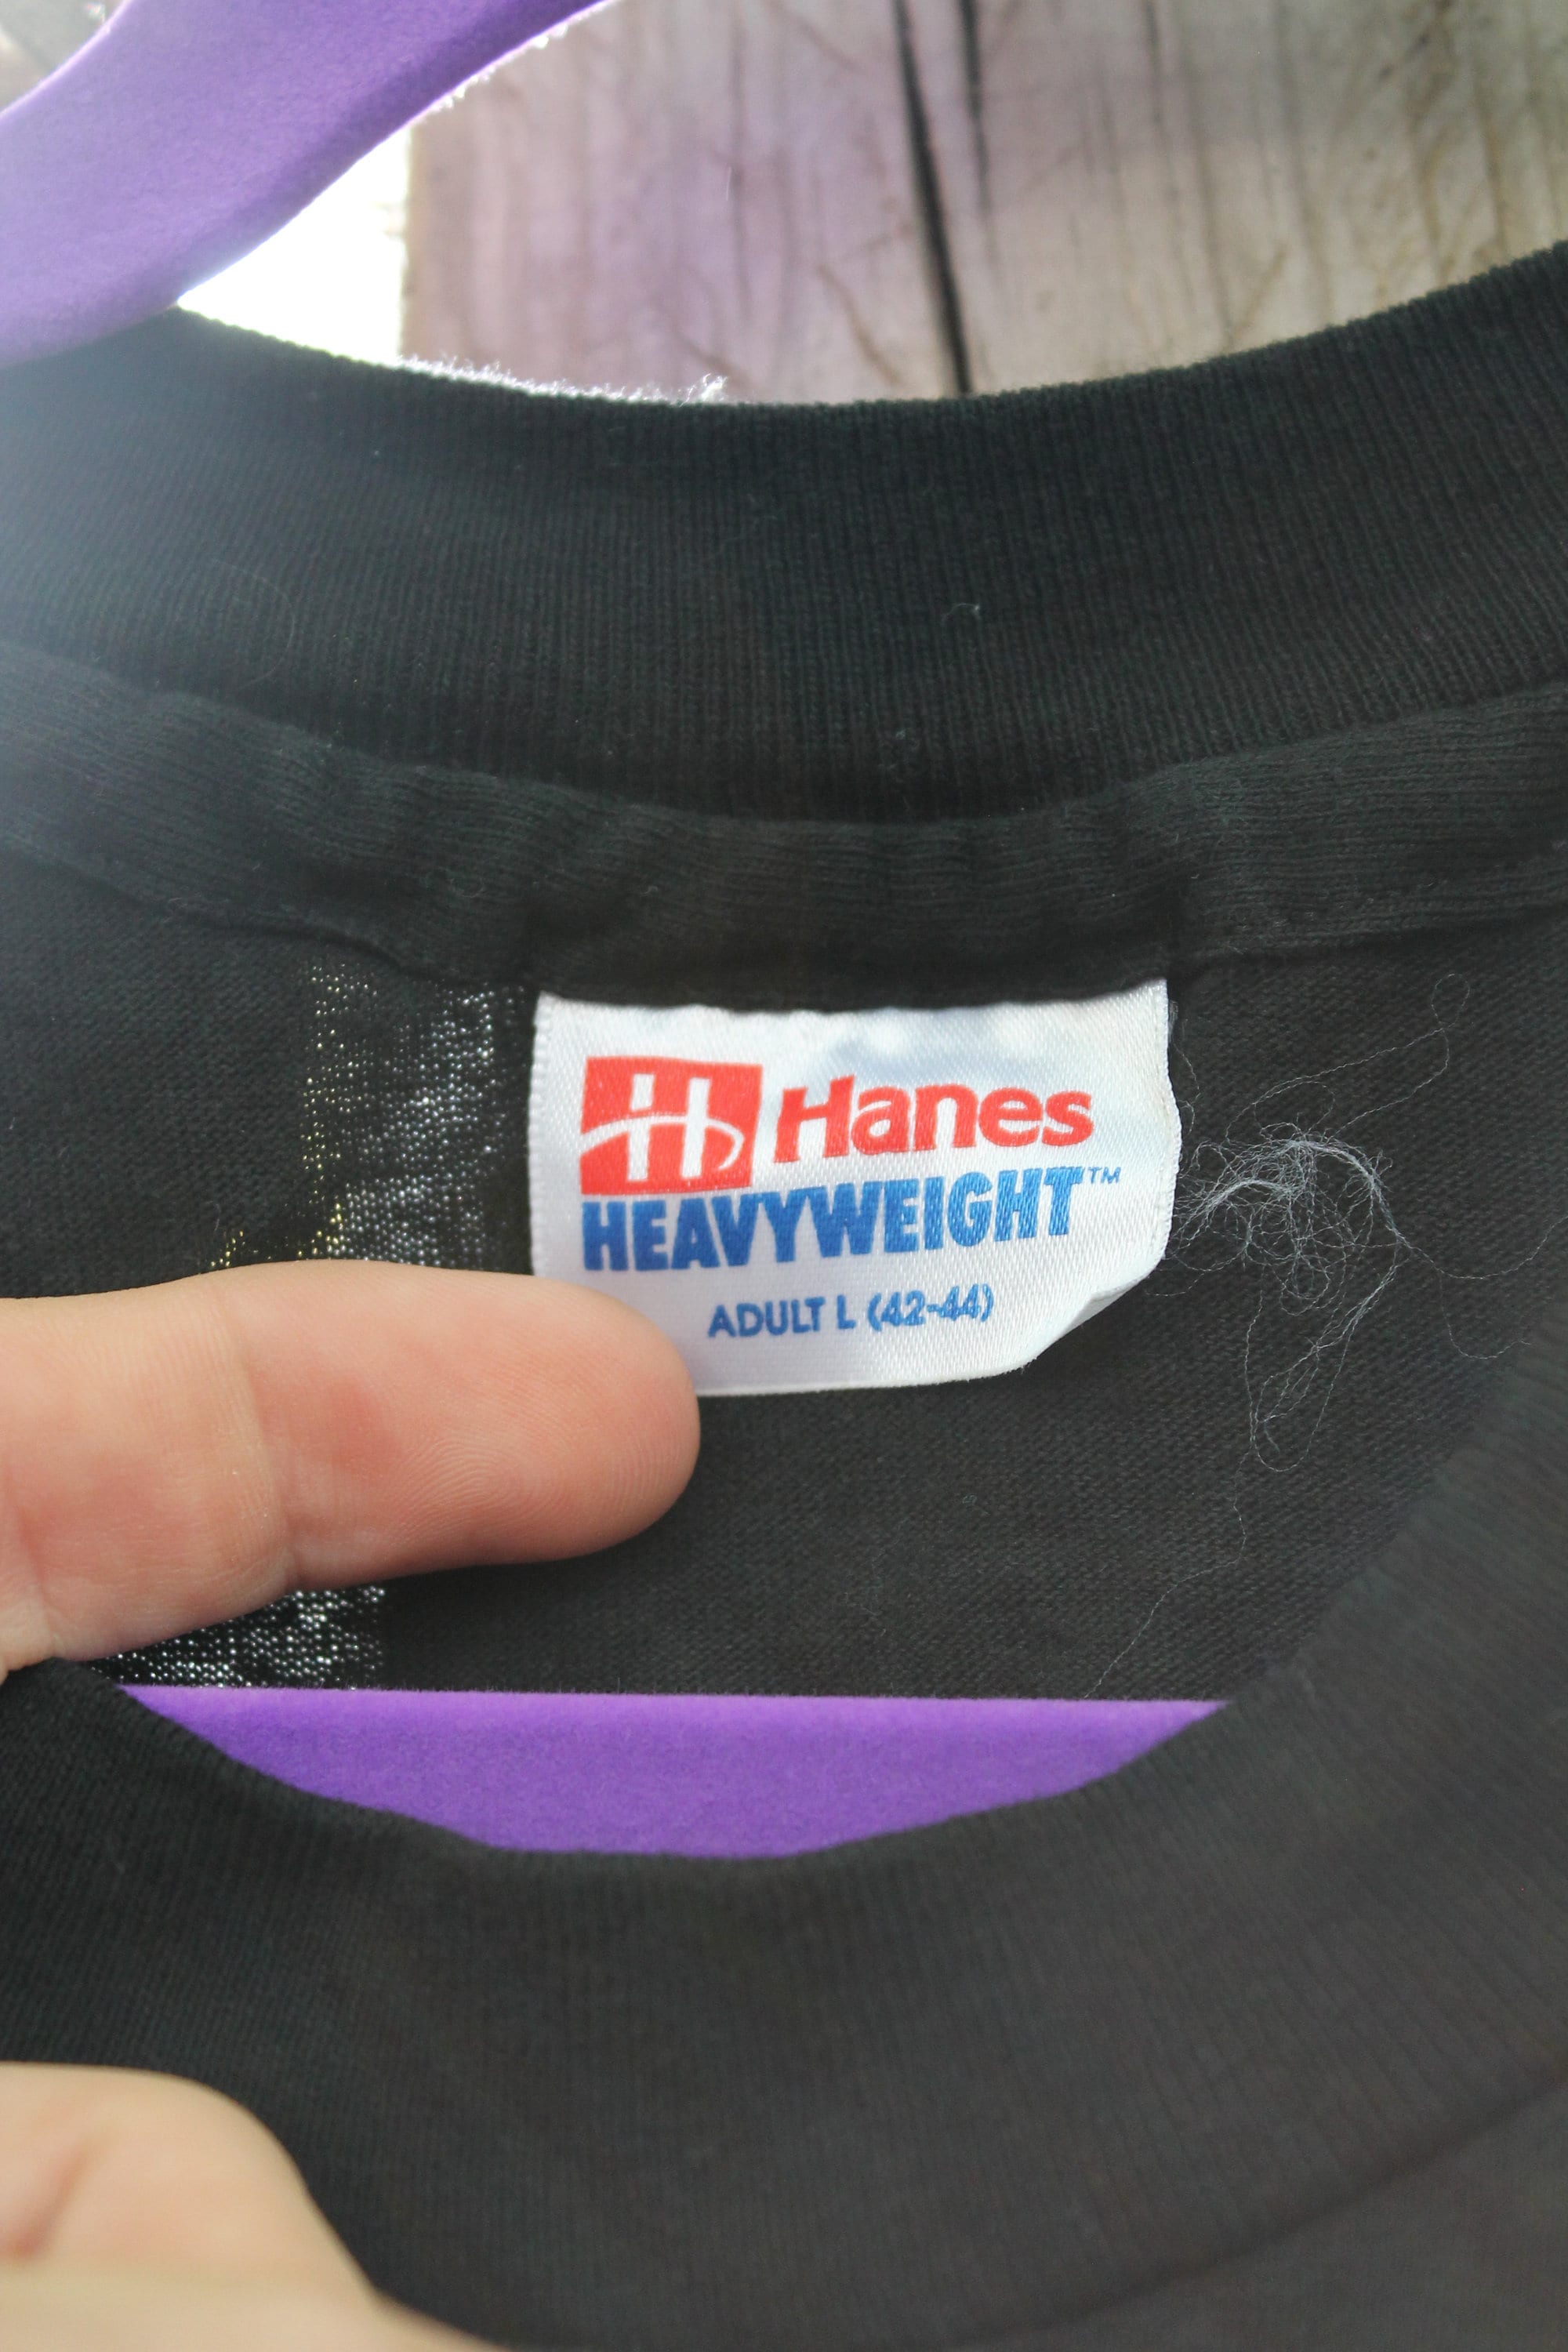 H Hanes
HEAVYWEIGHT™
ADULT L (42-44)